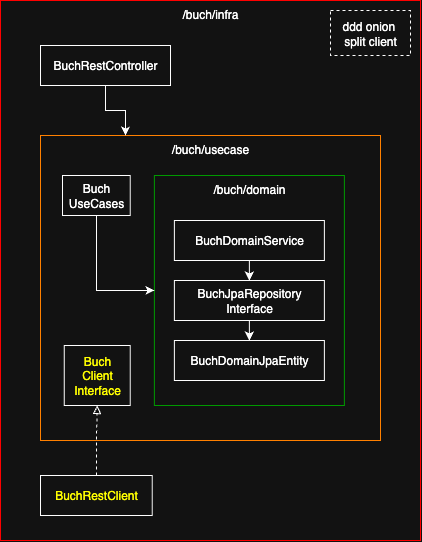 /buch/infra
ddd onion
split client
BuchRestController
/buch/usecase
Buch
UseCases
/buch/domain
BuchDomainService
BuchJpaRepository
Interface
BuchDomainJpaEntity
Buch
Client
Interface
BuchRestClient